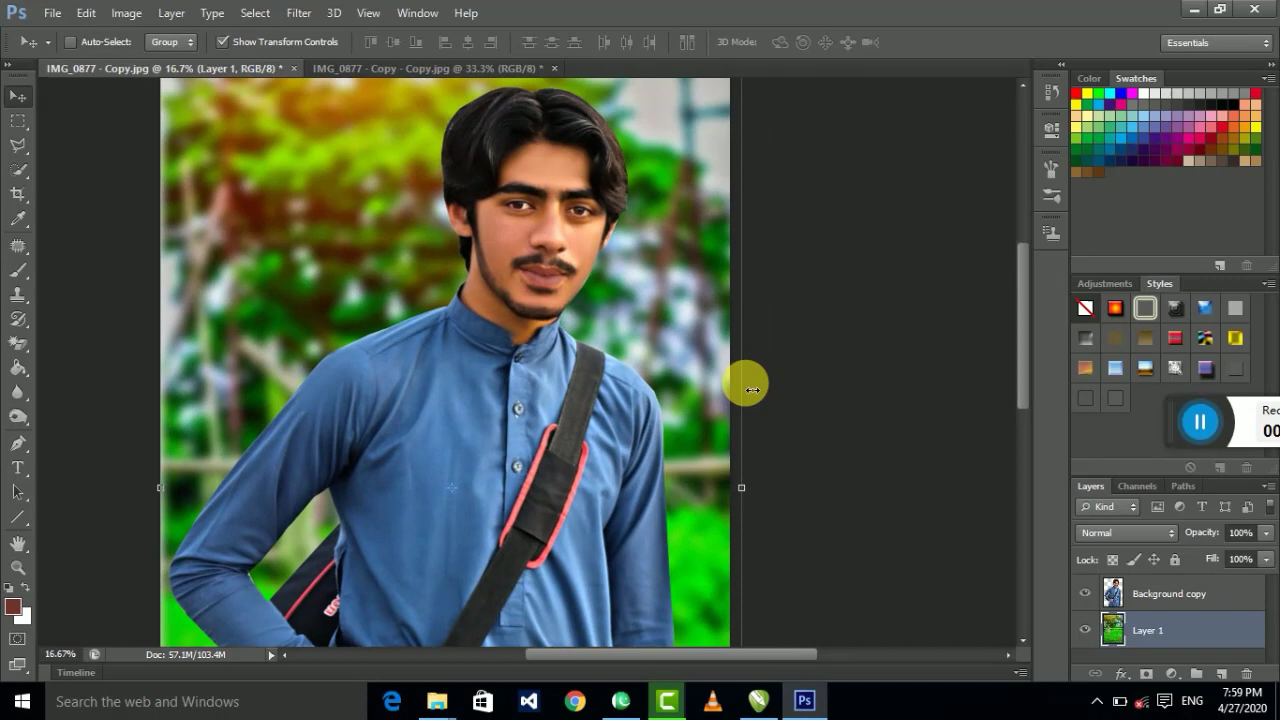 Ps File Edit Image Layer Type Select Filter 3D View Window Help
Auto-Select: Group Show Transform Controls 3D Mode: Essentials
IMG_0877 - Copy.jpg @ 16.7% (Layer 1, RGB/8) * × IMG_0877 - Copy - Copy.jpg @ 33.3% (RGB/8) * ×
Color Swatches
Adjustments Styles
Rec
00
Layers Channels Paths
Kind
Normal Opacity: 100%
Lock: Fill: 100%
Background copy
Layer 1
16.67% Doc: 57.1M/103.4M
Timeline
Search the web and Windows
Ps
ENG
7:59 PM
4/27/2020